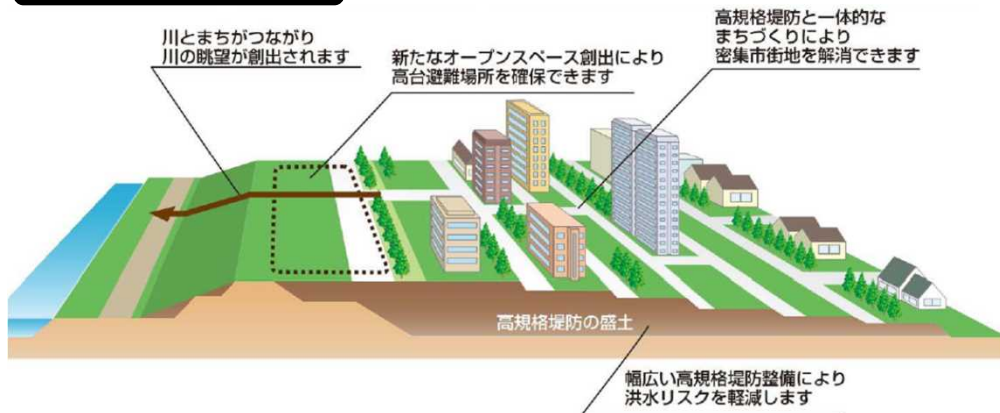 川とまちがつながり
川の眺望が創出されます
新たなオープンスペース創出により
高台避難場所を確保できます
高規格堤防と一体的な
まちづくりにより
密集市街地を解消できます
高規格堤防の盛土
幅広い高規格堤防整備により
洪水リスクを軽減します